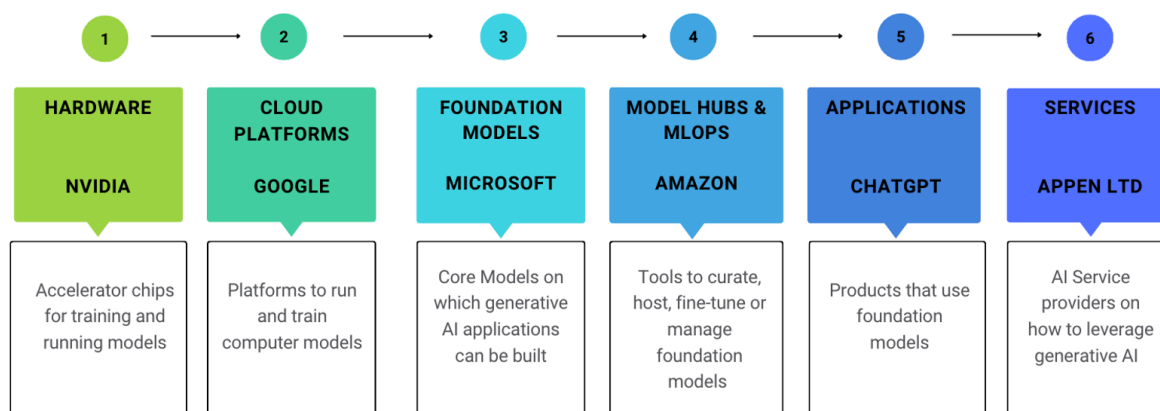 1
2
3
4
5
6
HARDWARE
NVIDIA
CLOUD
PLATFORMS
GOOGLE
FOUNDATION
MODELS
MICROSOFT
MODEL HUBS &
MLOPS
AMAZON
APPLICATIONS
CHATGPT
SERVICES
APPEN LTD
Accelerator chips
for training and
running models
Platforms to run
and train
computer models
Core Models on
which generative
AI applications
can be built
Tools to curate,
host, fine-tune or
manage
foundation
models
Products that use
foundation
models
AI Service
providers on
how to leverage
generative AI